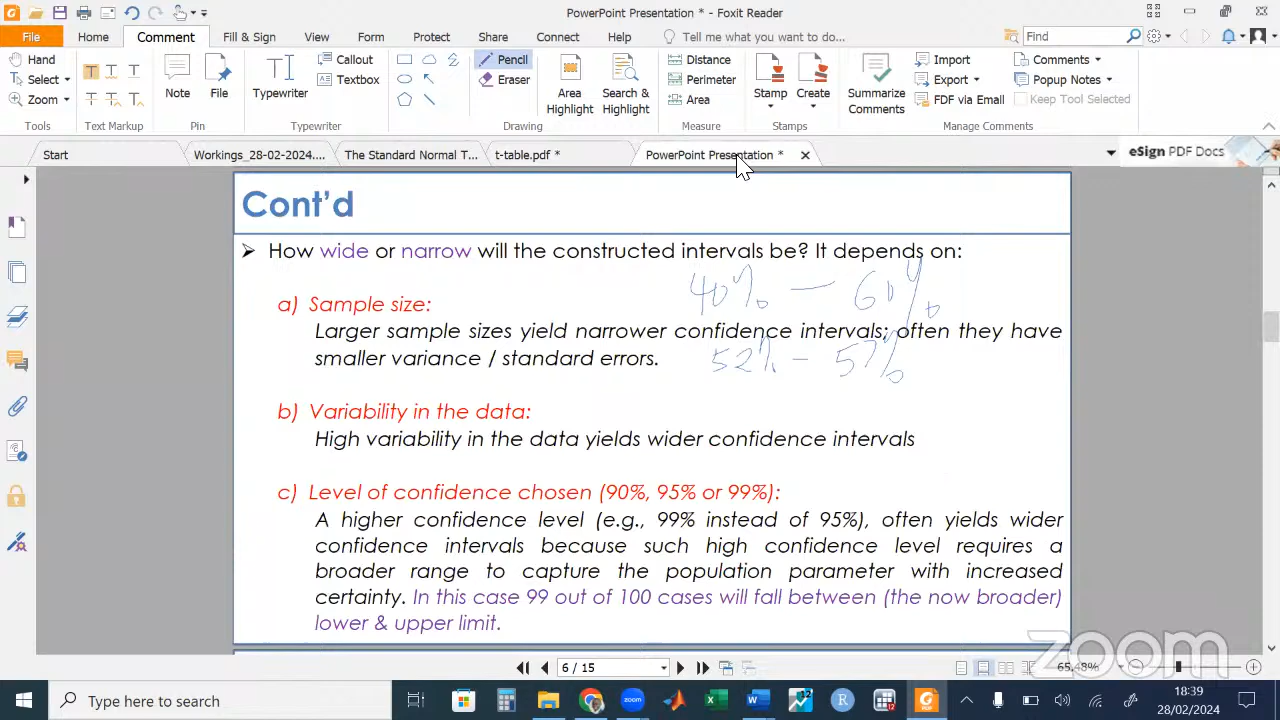 PowerPoint Presentation * - Foxit Reader
File
Home
Comment
Fill & Sign
View
Form
Protect
Share
Connect
Help
Tell me what you want to do...
Find
Hand
Select
Zoom
Tools
Text Markup
Note
File
Pin
Typewriter
Typewriter
Callout
Textbox
Pencil
Eraser
Drawing
Area Highlight
Search & Highlight
Distance
Perimeter
Area
Measure
Stamp
Create
Stamps
Summarize Comments
Import
Export
FDF via Email
Comments
Popup Notes
Keep Tool Selected
Manage Comments
Start
Workings_28-02-2024....
The Standard Normal T...
t-table.pdf *
PowerPoint Presentation *
eSign PDF Docs
Cont'd
➤ How wide or narrow will the constructed intervals be? It depends on:
40% — 60%
a) Sample size:
Larger sample sizes yield narrower confidence intervals; often they have
smaller variance / standard errors.
52% - 57%
b) Variability in the data:
High variability in the data yields wider confidence intervals
c) Level of confidence chosen (90%, 95% or 99%):
A higher confidence level (e.g., 99% instead of 95%), often yields wider
confidence intervals because such high confidence level requires a
broader range to capture the population parameter with increased
certainty. In this case 99 out of 100 cases will fall between (the now broader)
lower & upper limit.
zoom
6 / 15
65.48%
Type here to search
18:39
28/02/2024